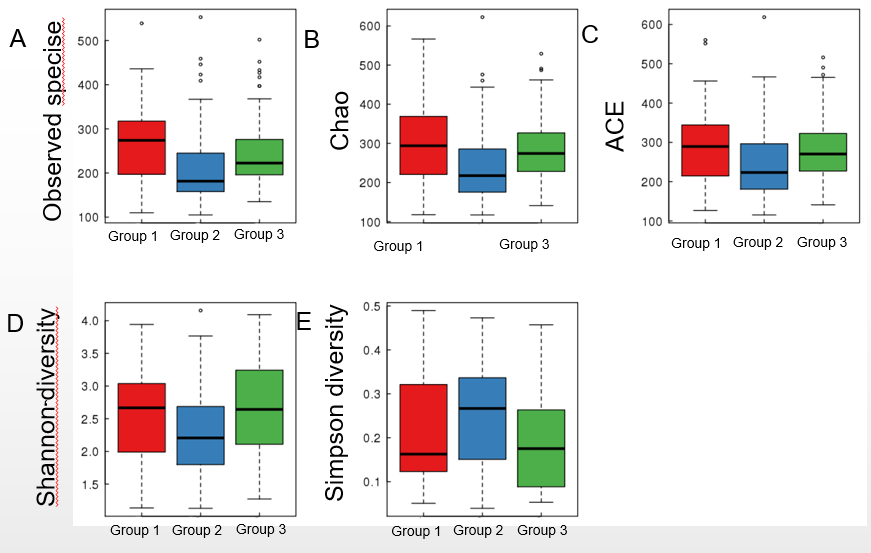 A
Observed specise
500
400
300
200
100
Group 1 Group 2 Group 3
B
Chao
600
500
400
300
200
100
Group 1 Group 3
C
ACE
600
500
400
300
200
100
Group 1 Group 2 Group 3
D
Shannon-diversity
4.0
3.5
3.0
2.5
2.0
1.5
Group 1 Group 2 Group 3
E
Simpson diversity
0.5
0.4
0.3
0.2
0.1
Group 1 Group 2 Group 3